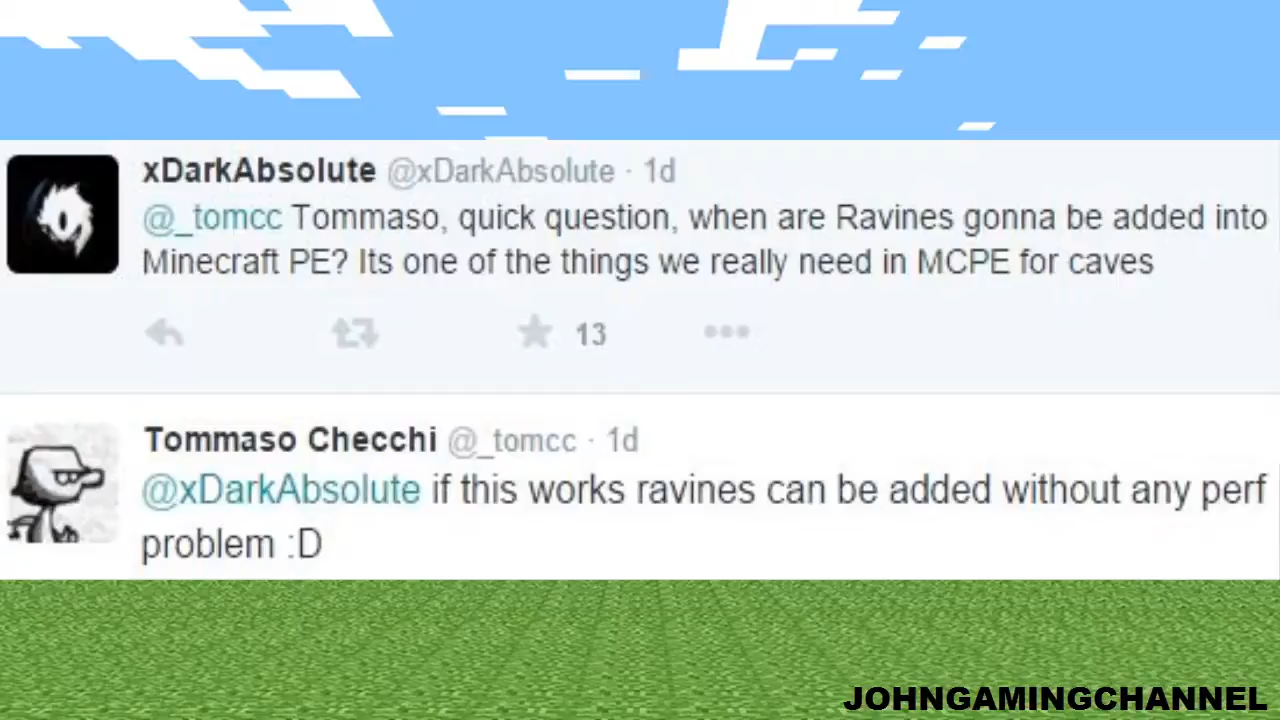 xDarkAbsolute @xDarkAbsolute · 1d
@_tomcc Tommaso, quick question, when are Ravines gonna be added into
Minecraft PE? Its one of the things we really need in MCPE for caves
13
Tommaso Checchi @_tomcc · 1d
@xDarkAbsolute if this works ravines can be added without any perf
problem :D
JOHNGAMINGCHANNEL